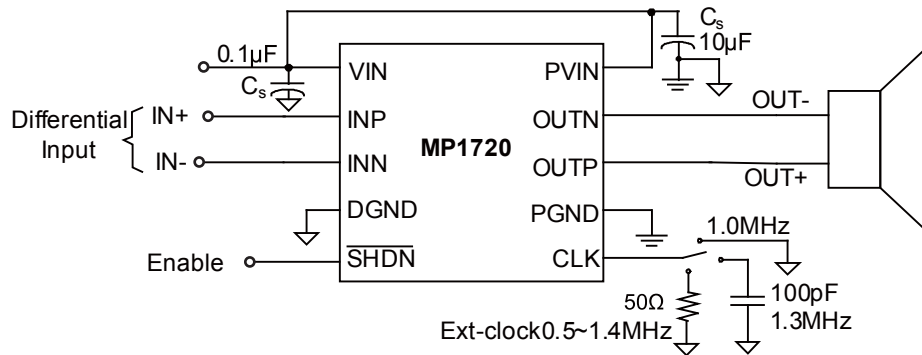 Cs
10µF
0.1µF
Cs
VIN
PVIN
Differential
Input
IN+
INP
OUTN
OUT-
MP1720
IN-
INN
OUTP
OUT+
DGND
PGND
1.0MHz
Enable
SHDN
CLK
50Ω
100pF
1.3MHz
Ext-clock0.5~1.4MHz